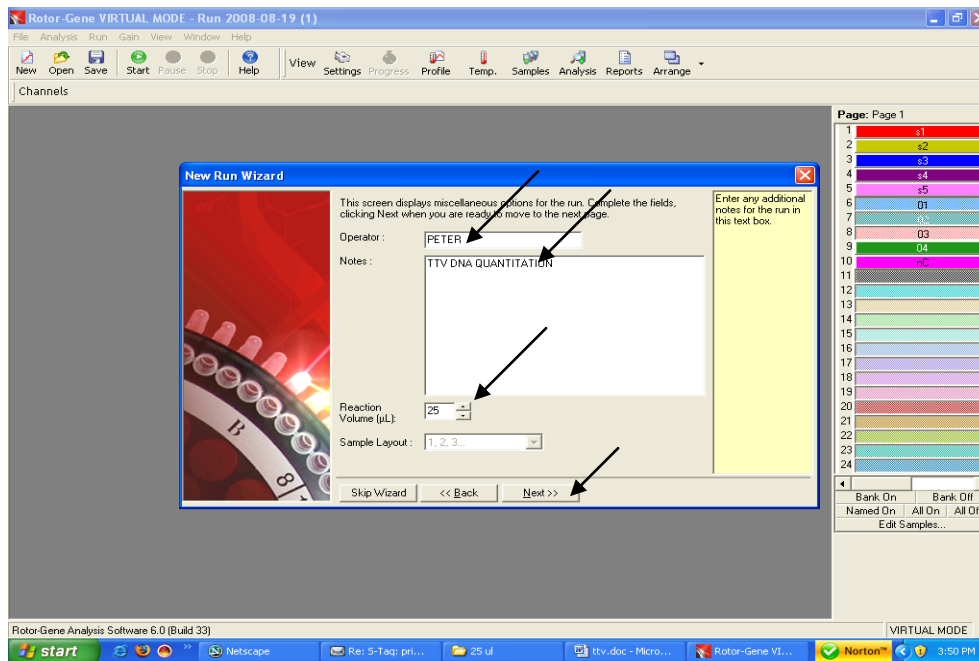 Rotor-Gene VIRTUAL MODE - Run 2008-08-19 (1)
File Analysis Run Gain View Window Help
New Open Save Start Pause Stop Help View Settings Progress Profile Temp. Samples Analysis Reports Arrange
Channels
Page: Page 1
1 s1
2 s2
3 s3
4 s4
5 s5
6 01
7 02
8 03
9 04
10 nC
11
12
13
14
15
16
17
18
19
20
21
22
23
24
Bank On Bank Off
Named On All On All Of
Edit Samples...
New Run Wizard
This screen displays miscellaneous options for the run. Complete the fields,
clicking Next when you are ready to move to the next page.
Operator : PETER
Notes : TTV DNA QUANTITATION
Reaction
Volume (µL): 25
Sample Layout : 1, 2, 3...
Skip Wizard << Back Next >>
Enter any additional
notes for the run in
this text box.
B
8
Rotor-Gene Analysis Software 6.0 (Build 33) VIRTUAL MODE
start Netscape Re: S-Taq: pri... 25 ul ttv.doc - Micro... Rotor-Gene VI... Norton™ 3:50 PM